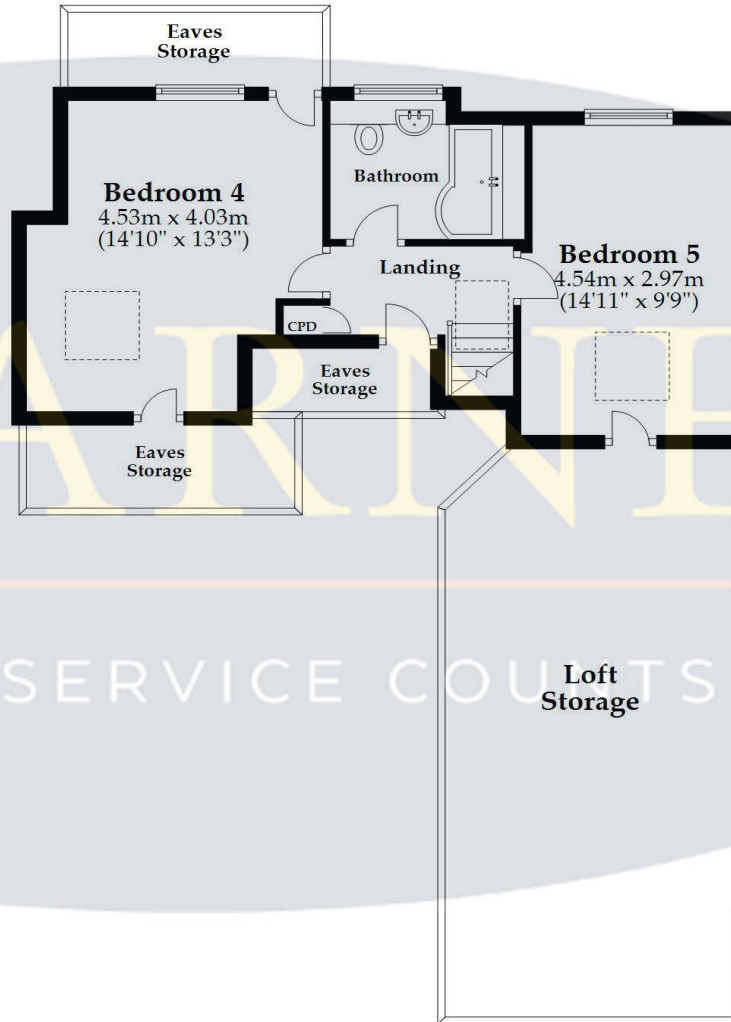 Eaves
Storage
Bedroom 4
4.53m x 4.03m
(14'10" x 13'3")
Bathroom
Landing
Bedroom 5
4.54m x 2.97m
(14'11" x 9'9")
CPD
Eaves
Storage
Eaves
Storage
ARNE
SERVICE COUNTS
Loft
Storage